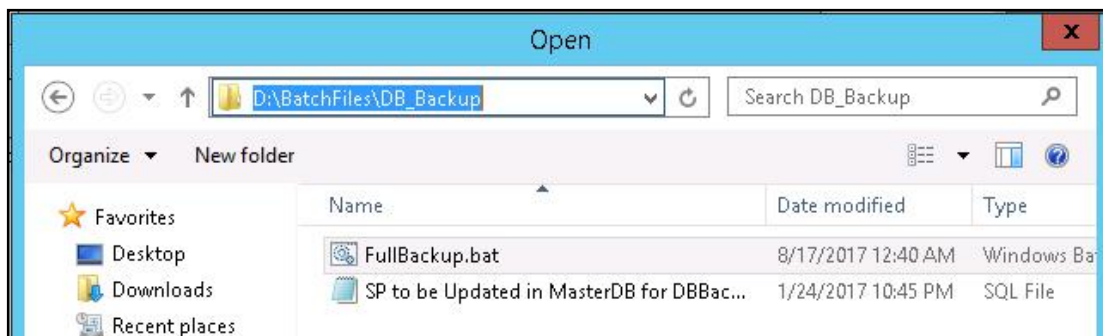 Open
x
D:\BatchFiles\DB_Backup Search DB_Backup
Organize New folder
Favorites Name Date modified Type
Desktop FullBackup.bat 8/17/2017 12:40 AM Windows Ba
Downloads SP to be Updated in MasterDB for DBBac... 1/24/2017 10:45 PM SQL File
Recent places